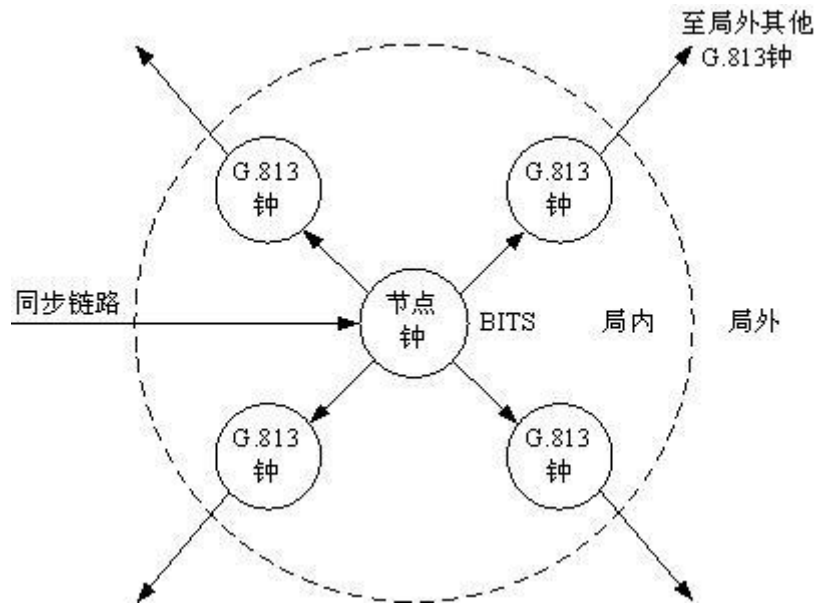 至局外其他
G.813钟
G.813
钟
G.813
钟
同步链路
节点
钟
BITS
局内
局外
G.813
钟
G.813
钟